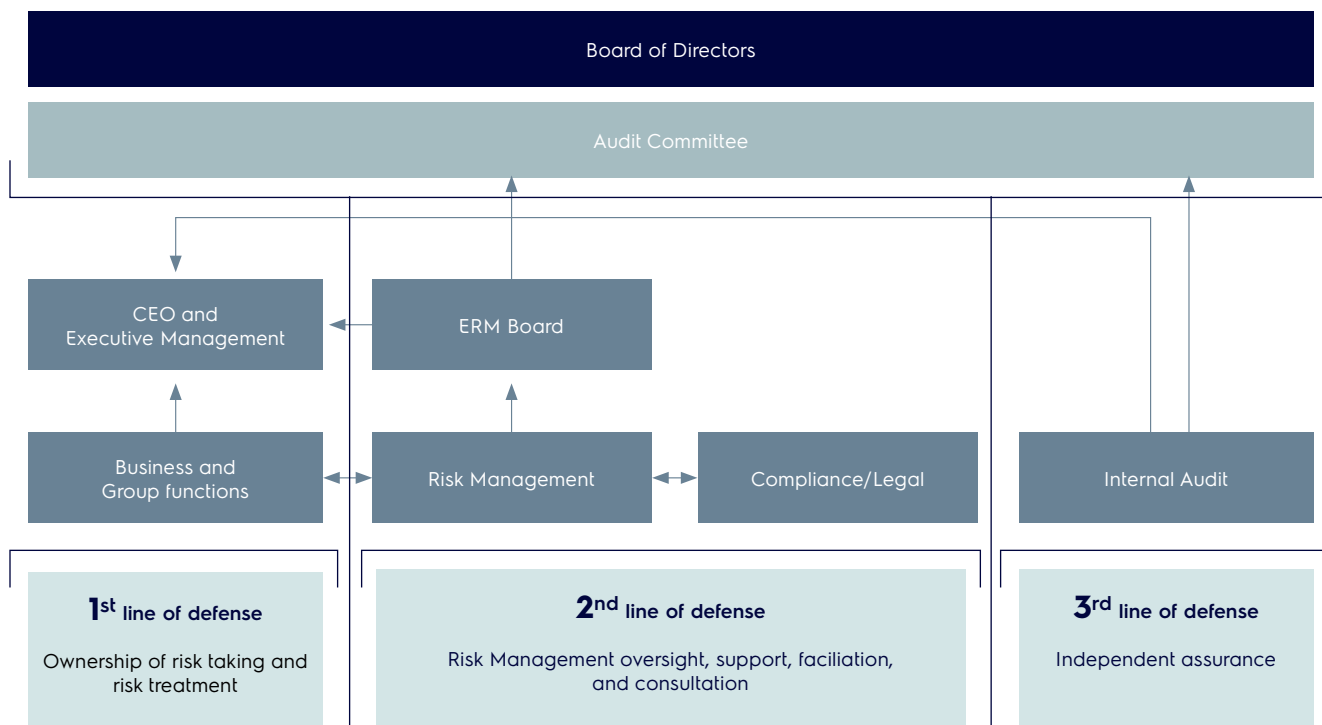 Board of Directors
Audit Committee
CEO and
Executive Management
ERM Board
Business and
Group functions
Risk Management
Compliance/Legal
Internal Audit
1st line of defense
Ownership of risk taking and
risk treatment
2nd line of defense
Risk Management oversight, support, faciliation,
and consultation
3rd line of defense
Independent assurance